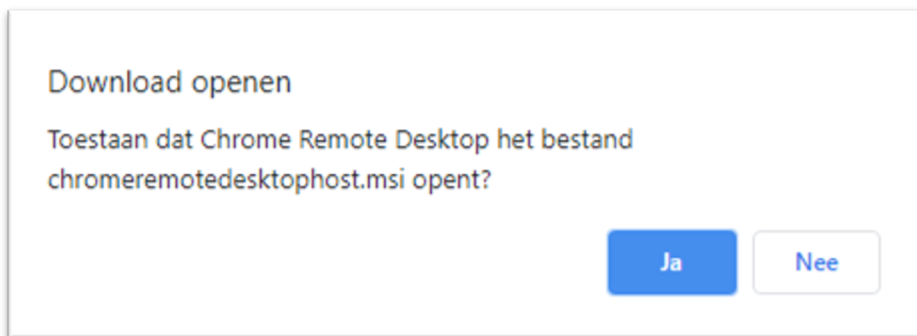 Download openen
Toestaan dat Chrome Remote Desktop het bestand
chromeremotedesktophost.msi opent?
Ja Nee